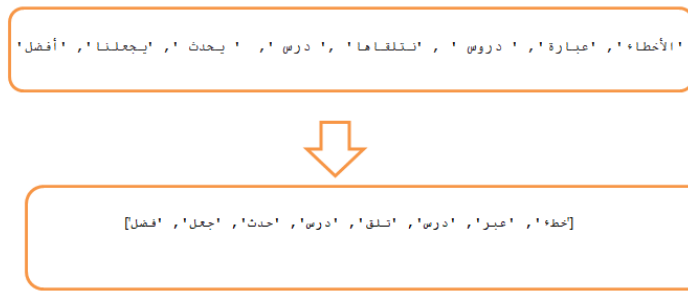 'الأخطاء', 'عبارة', ' دروس ' , 'نتلقاها' ,' درس ', ' يحدث ', 'يجعلنا', 'أفضل'
['خطء', 'عبر', 'درس', 'تلق', 'درس', 'حدث', 'جعل', 'فضل']